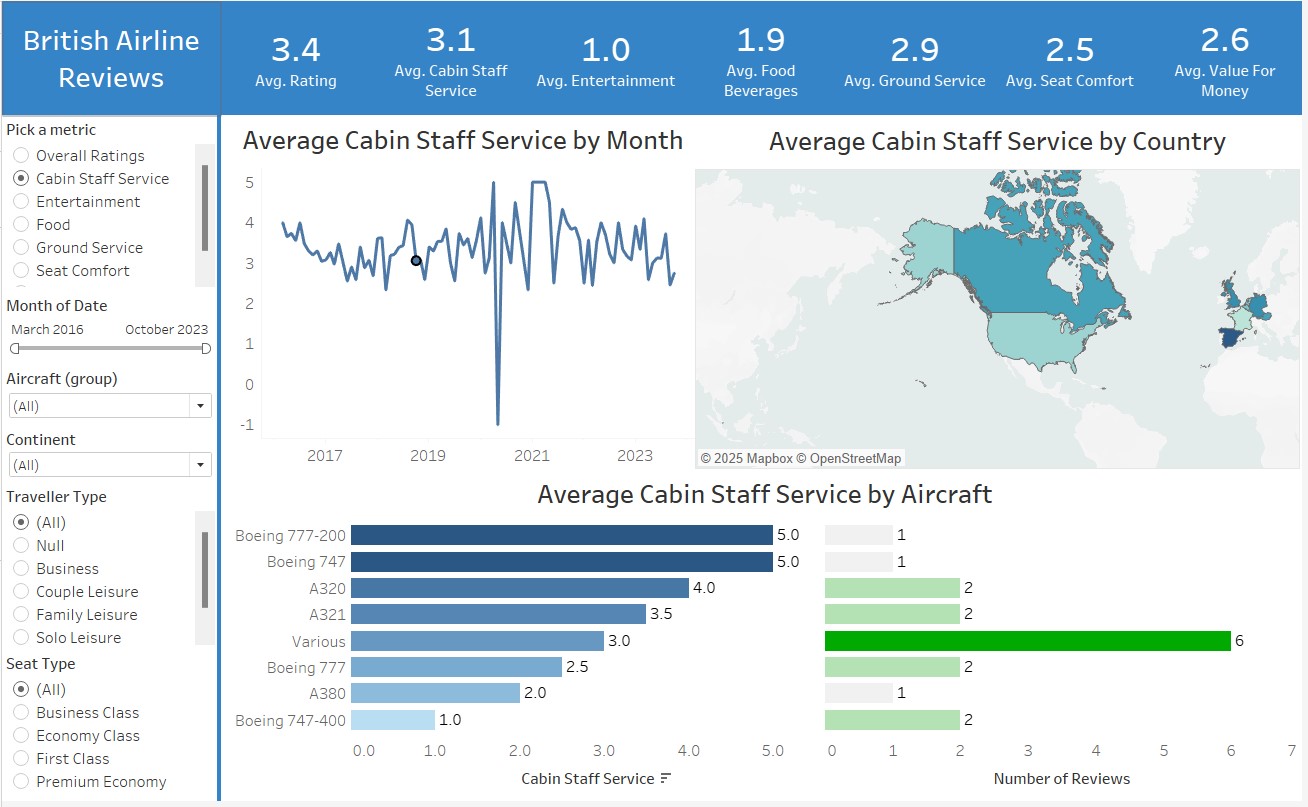 British Airline
Reviews
3.4
Avg. Rating
3.1
Avg. Cabin Staff
Service
1.0
Avg. Entertainment
1.9
Avg. Food
Beverages
2.9
Avg. Ground Service
2.5
Avg. Seat Comfort
2.6
Avg. Value For
Money
Pick a metric
Overall Ratings
Cabin Staff Service
Entertainment
Food
Ground Service
Seat Comfort
Month of Date
March 2016 October 2023
Aircraft (group)
(All)
Continent
(All)
Traveller Type
(All)
Null
Business
Couple Leisure
Family Leisure
Solo Leisure
Seat Type
(All)
Business Class
Economy Class
First Class
Premium Economy
Average Cabin Staff Service by Month
5
4
3
2
1
0
-1
2017 2019 2021 2023
Average Cabin Staff Service by Country
© 2025 Mapbox © OpenStreetMap
Average Cabin Staff Service by Aircraft
Boeing 777-200 5.0 1
Boeing 747 5.0 1
A320 4.0 2
A321 3.5 2
Various 3.0 6
Boeing 777 2.5 2
A380 2.0 1
Boeing 747-400 1.0 2
0.0 1.0 2.0 3.0 4.0 5.0 0 1 2 3 4 5 6 7
Cabin Staff Service Number of Reviews